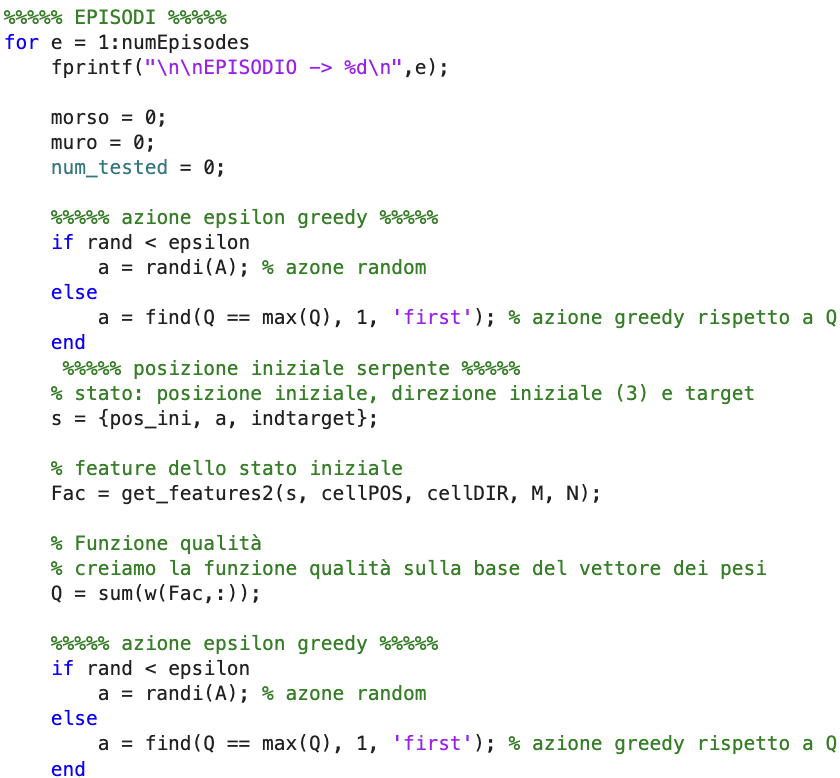 %%%%% EPISODI %%%%%
for e = 1:numEpisodes
    fprintf("\n\nEPISODIO -> %d\n",e);

    morso = 0;
    muro = 0;
    num_tested = 0;

    %%%%% azione epsilon greedy %%%%%
    if rand < epsilon
        a = randi(A); % azone random
    else
        a = find(Q == max(Q), 1, 'first'); % azione greedy rispetto a Q
    end
     %%%%% posizione iniziale serpente %%%%%
    % stato: posizione iniziale, direzione iniziale (3) e target
    s = {pos_ini, a, indtarget};

    % feature dello stato iniziale
    Fac = get_features2(s, cellPOS, cellDIR, M, N);

    % Funzione qualità
    % creiamo la funzione qualità sulla base del vettore dei pesi
    Q = sum(w(Fac,:));

    %%%%% azione epsilon greedy %%%%%
    if rand < epsilon
        a = randi(A); % azone random
    else
        a = find(Q == max(Q), 1, 'first'); % azione greedy rispetto a Q
    end